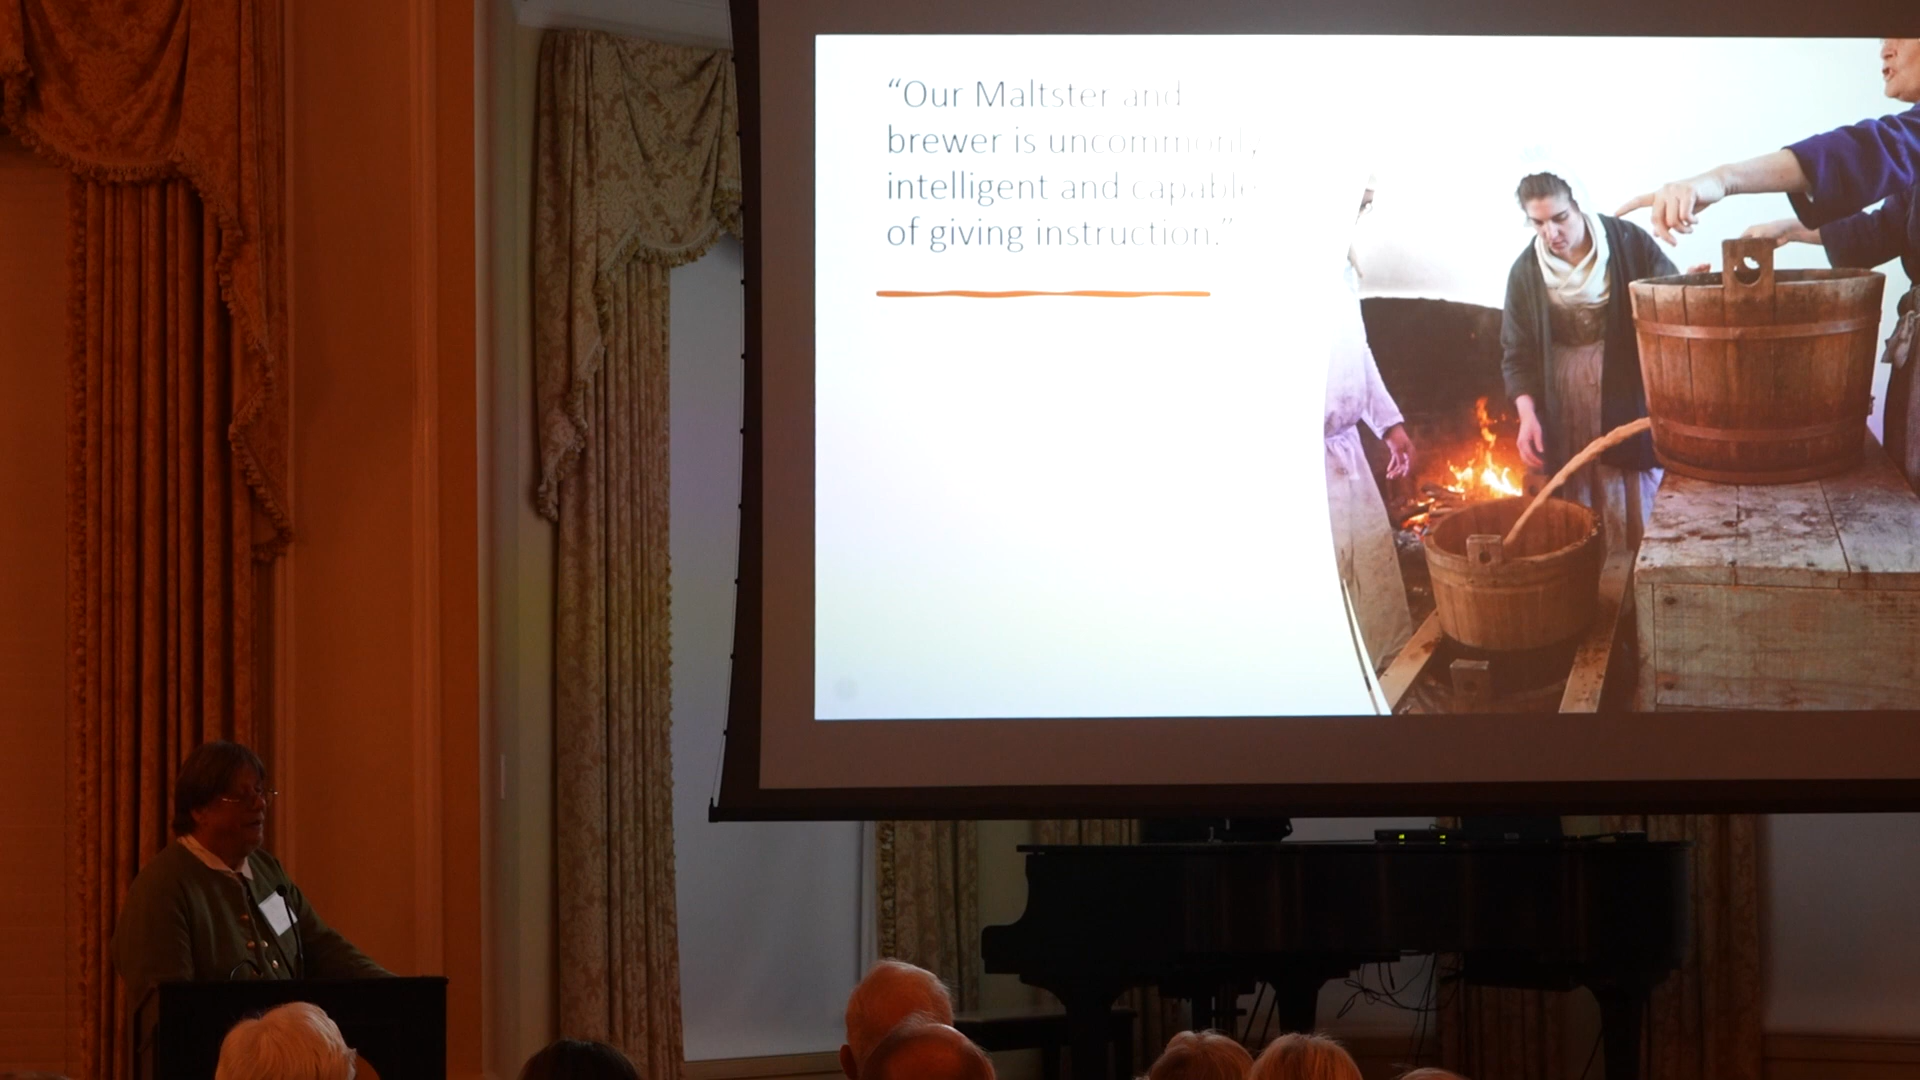 “Our Maltster and
brewer is uncommonly
intelligent and capable
of giving instruction.”